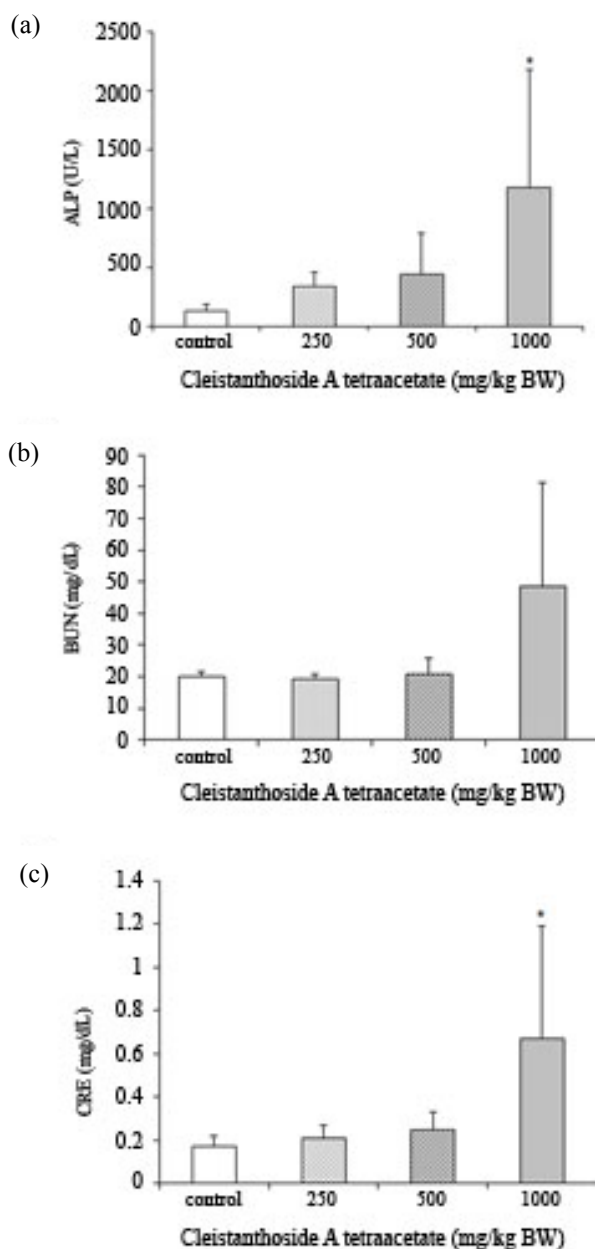 (a)
2500
2000
1500
1000
500
0
ALP (U/L)
*
control 250 500 1000
Cleistanthoside A tetraacetate (mg/kg BW)
(b)
90
80
70
60
50
40
30
20
10
0
BUN (mg/dL)
control 250 500 1000
Cleistanthoside A tetraacetate (mg/kg BW)
(c)
1.4
1.2
1
0.8
0.6
0.4
0.2
0
CRE (mg/dL)
*
control 250 500 1000
Cleistanthoside A tetraacetate (mg/kg BW)